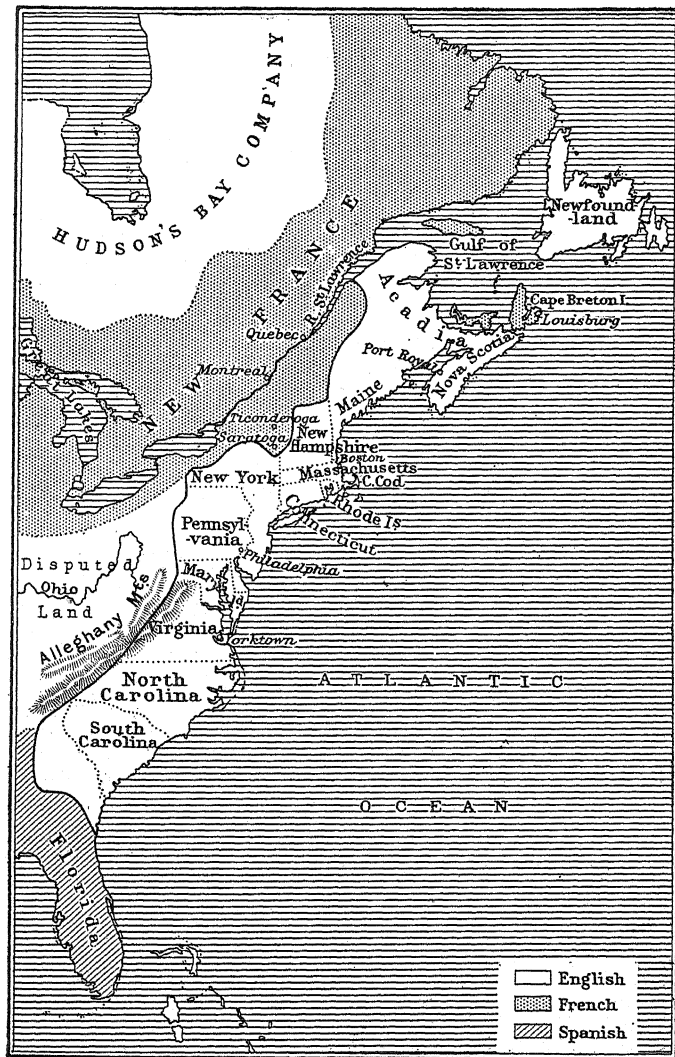 HUDSON'S BAY COMPANY
NEW FRANCE
Newfound
-land
Gulf of
St. Lawrence
R. St. Lawrence
Acadia
Cape Breton I.
Louisburg
Quebec
Port Royal
Nova Scotia
Montreal
Great Lakes
Maine
Ticonderoga
Saratoga
New
Hampshire
Boston
Massachusetts
C. Cod.
New York
Rhode Is
Connecticut
Pennsyl-
-vania
Philadelphia
Disputed
Ohio
Land
Alleghany Mts
Mary
Virginia
Yorktown
North
Carolina
ATLANTIC
South
Carolina
OCEAN
Florida
English
French
Spanish